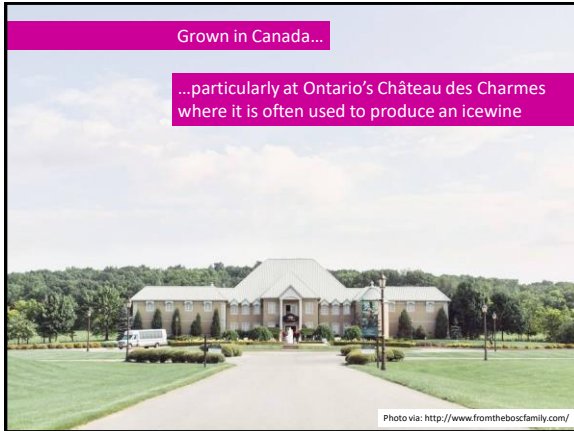 Grown in Canada…
…particularly at Ontario's Château des Charmes
where it is often used to produce an icewine
Photo via: http://www.fromtheboscfamily.com/